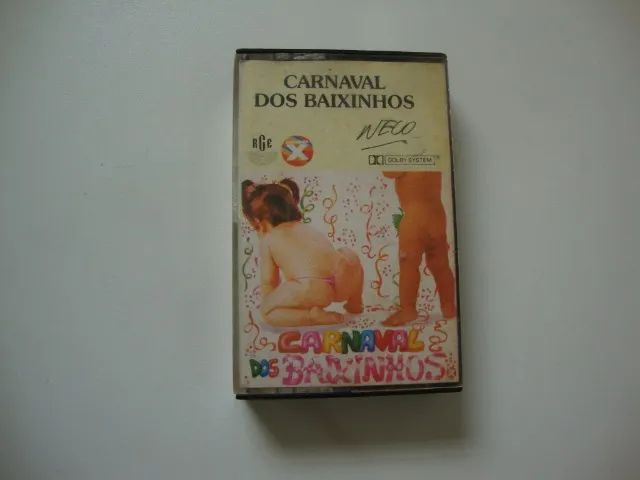 CARNAVAL
DOS BAIXINHOS
NECO
RGE
X
DOLBY SYSTEM
CARNAVAL
DOS BAIXINHOS